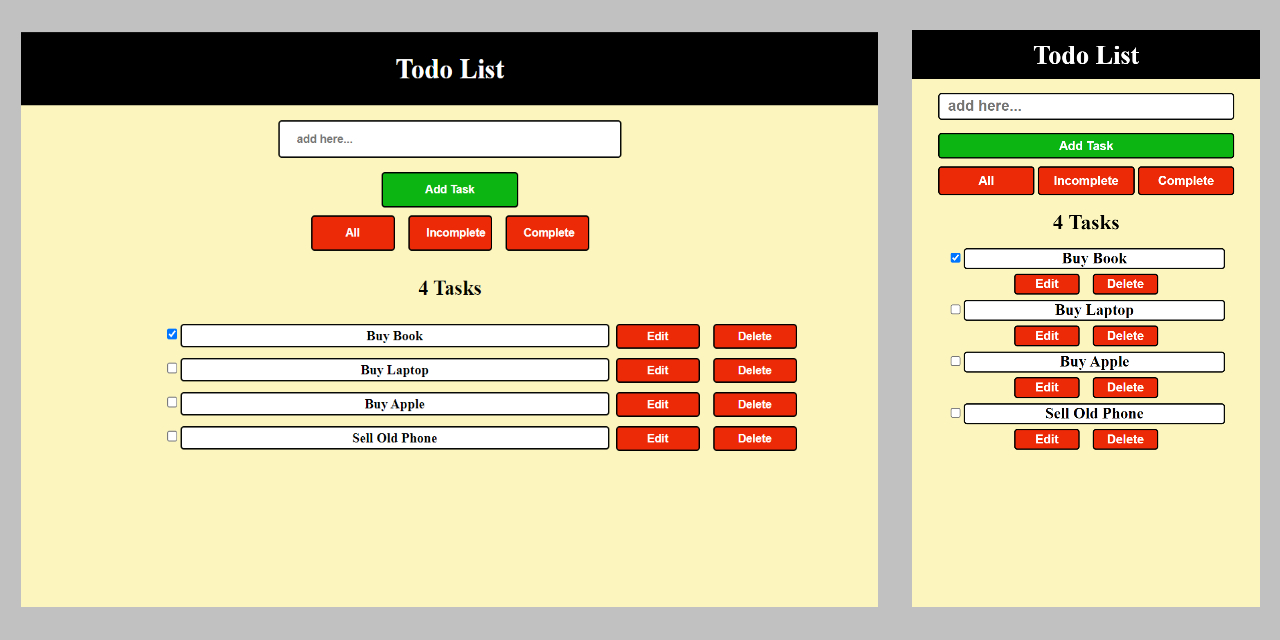 Todo List
add here...
Add Task
All Incomplete Complete
4 Tasks
Buy Book Edit Delete
Buy Laptop Edit Delete
Buy Apple Edit Delete
Sell Old Phone Edit Delete
Todo List
add here...
Add Task
All Incomplete Complete
4 Tasks
Buy Book
Edit Delete
Buy Laptop
Edit Delete
Buy Apple
Edit Delete
Sell Old Phone
Edit Delete